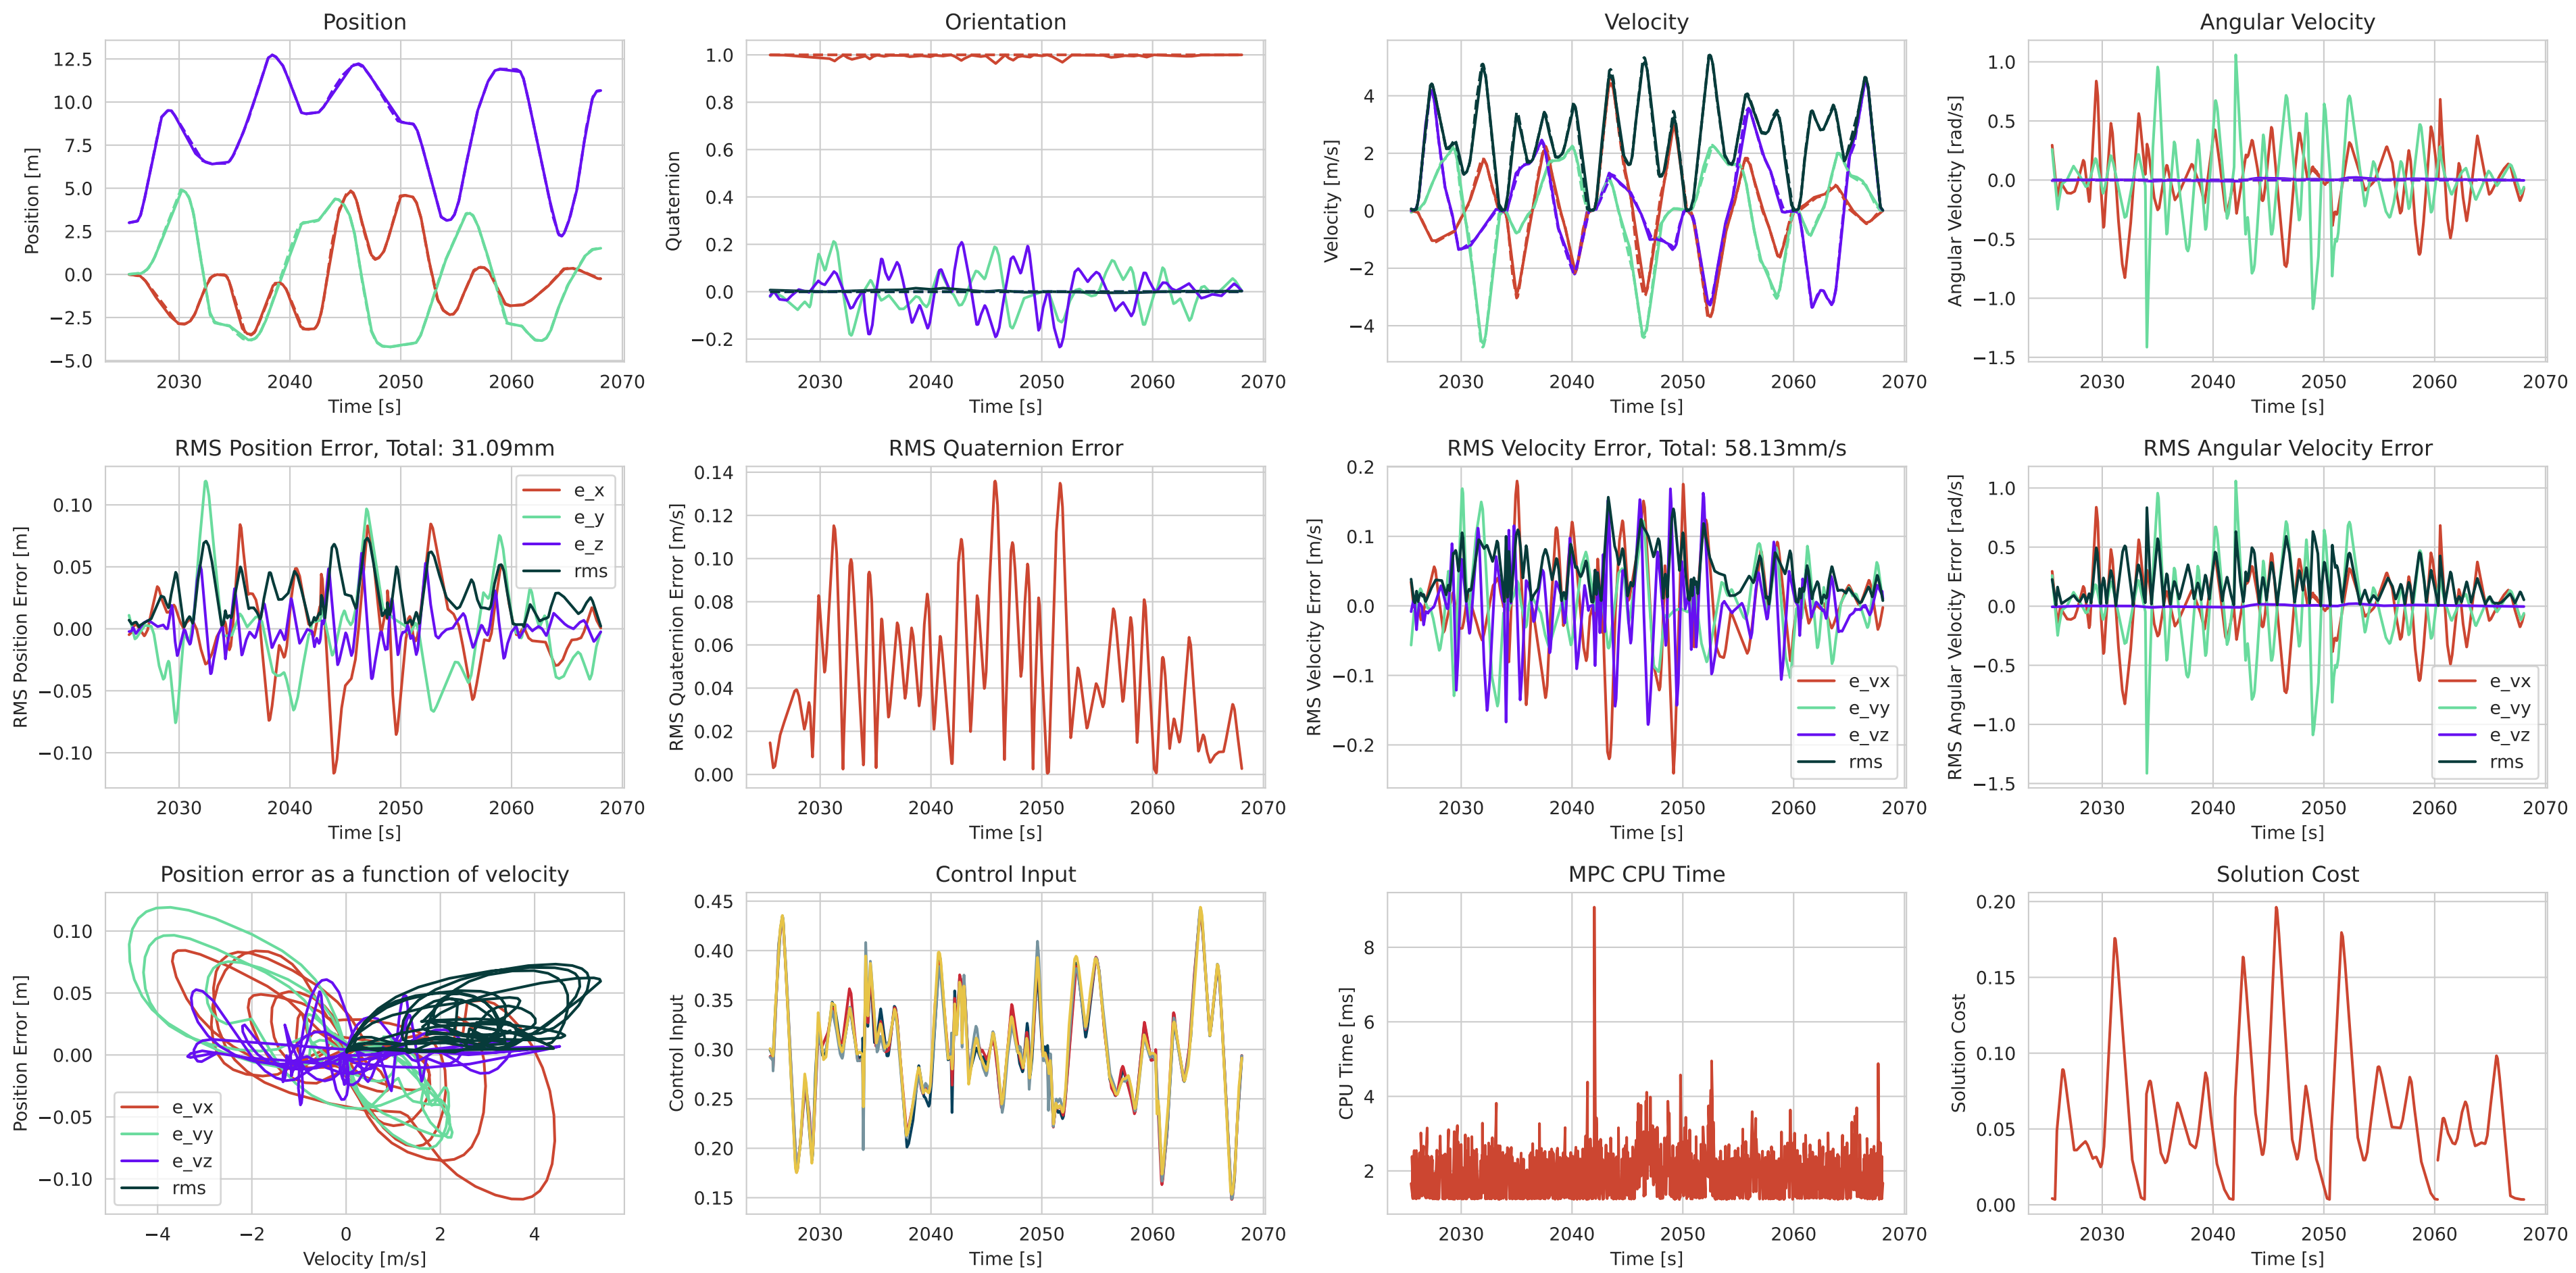 Position
Position [m]
12.5
10.0
7.5
5.0
2.5
0.0
−2.5
−5.0
2030 2040 2050 2060 2070
Time [s]
Orientation
Quaternion
1.0
0.8
0.6
0.4
0.2
0.0
−0.2
2030 2040 2050 2060 2070
Time [s]
Velocity
Velocity [m/s]
4
2
0
−2
−4
2030 2040 2050 2060 2070
Time [s]
Angular Velocity
Angular Velocity [rad/s]
1.0
0.5
0.0
−0.5
−1.0
−1.5
2030 2040 2050 2060 2070
Time [s]
RMS Position Error, Total: 31.09mm
RMS Position Error [m]
0.10
0.05
0.00
−0.05
−0.10
e_x
e_y
e_z
rms
2030 2040 2050 2060 2070
Time [s]
RMS Quaternion Error
RMS Quaternion Error [m/s]
0.14
0.12
0.10
0.08
0.06
0.04
0.02
0.00
2030 2040 2050 2060 2070
Time [s]
RMS Velocity Error, Total: 58.13mm/s
RMS Velocity Error [m/s]
0.2
0.1
0.0
−0.1
−0.2
e_vx
e_vy
e_vz
rms
2030 2040 2050 2060 2070
Time [s]
RMS Angular Velocity Error
RMS Angular Velocity Error [rad/s]
1.0
0.5
0.0
−0.5
−1.0
−1.5
e_vx
e_vy
e_vz
rms
2030 2040 2050 2060 2070
Time [s]
Position error as a function of velocity
Position Error [m]
0.10
0.05
0.00
−0.05
−0.10
e_vx
e_vy
e_vz
rms
−4 −2 0 2 4
Velocity [m/s]
Control Input
Control Input
0.45
0.40
0.35
0.30
0.25
0.20
0.15
2030 2040 2050 2060 2070
Time [s]
MPC CPU Time
CPU Time [ms]
8
6
4
2
2030 2040 2050 2060 2070
Time [s]
Solution Cost
Solution Cost
0.20
0.15
0.10
0.05
0.00
2030 2040 2050 2060 2070
Time [s]